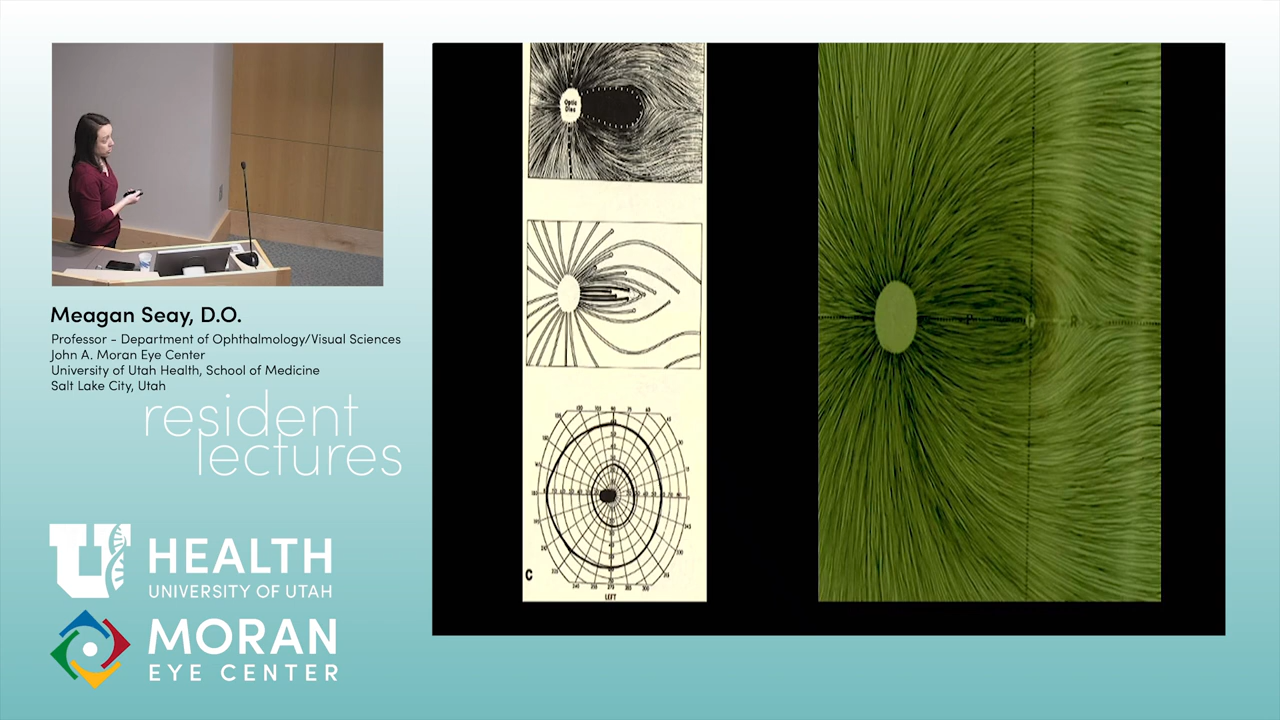 Meagan Seay, D.O.
Professor - Department of Ophthalmology/Visual Sciences
John A. Moran Eye Center
University of Utah Health, School of Medicine
Salt Lake City, Utah
resident
lectures
U
HEALTH
UNIVERSITY OF UTAH
MORAN
EYE CENTER
Optic
Disc
C
LEFT